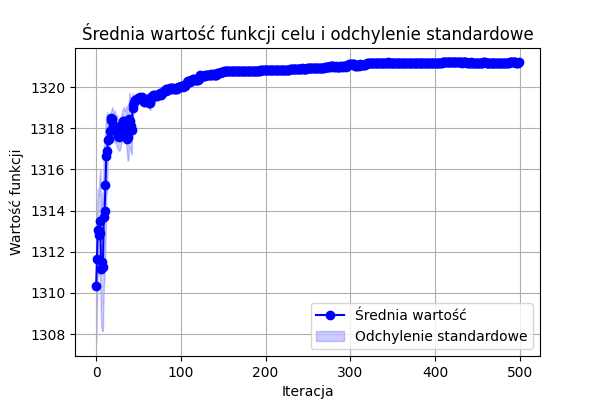 Średnia wartość funkcji celu i odchylenie standardowe
Wartość funkcji
1320
1318
1316
1314
1312
1310
1308
Średnia wartość
Odchylenie standardowe
0 100 200 300 400 500
Iteracja